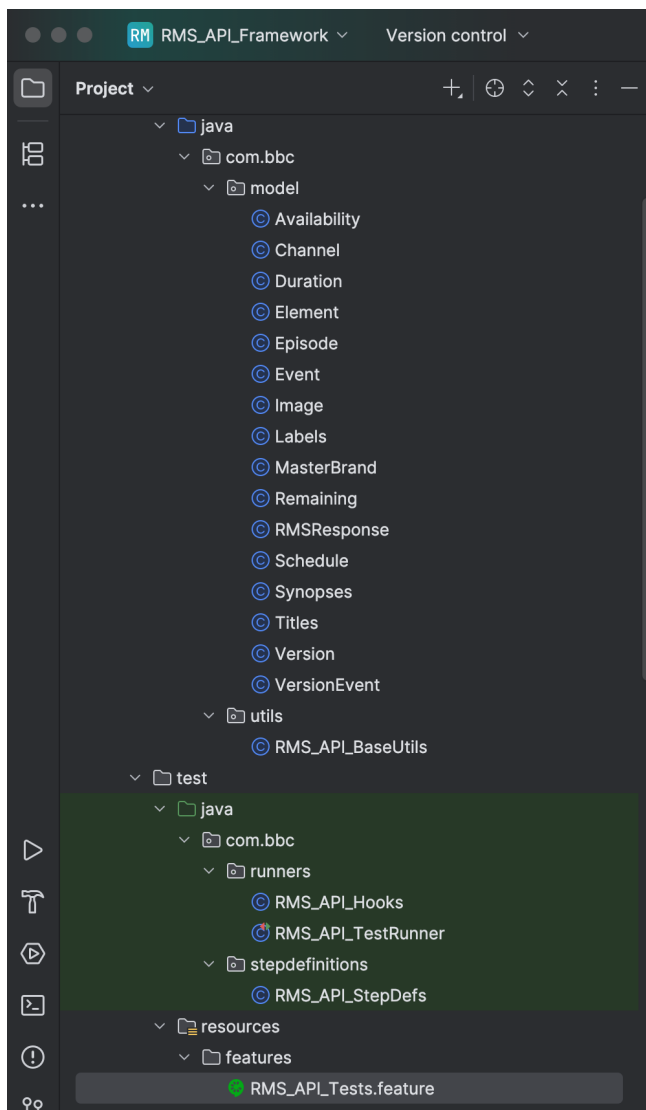 RM RMS_API_Framework Version control
Project
java
com.bbc
model
C Availability
C Channel
C Duration
C Element
C Episode
C Event
C Image
C Labels
C MasterBrand
C Remaining
C RMSResponse
C Schedule
C Synopses
C Titles
C Version
C VersionEvent
utils
C RMS_API_BaseUtils
test
java
com.bbc
runners
C RMS_API_Hooks
C RMS_API_TestRunner
stepdefinitions
C RMS_API_StepDefs
resources
features
RMS_API_Tests.feature